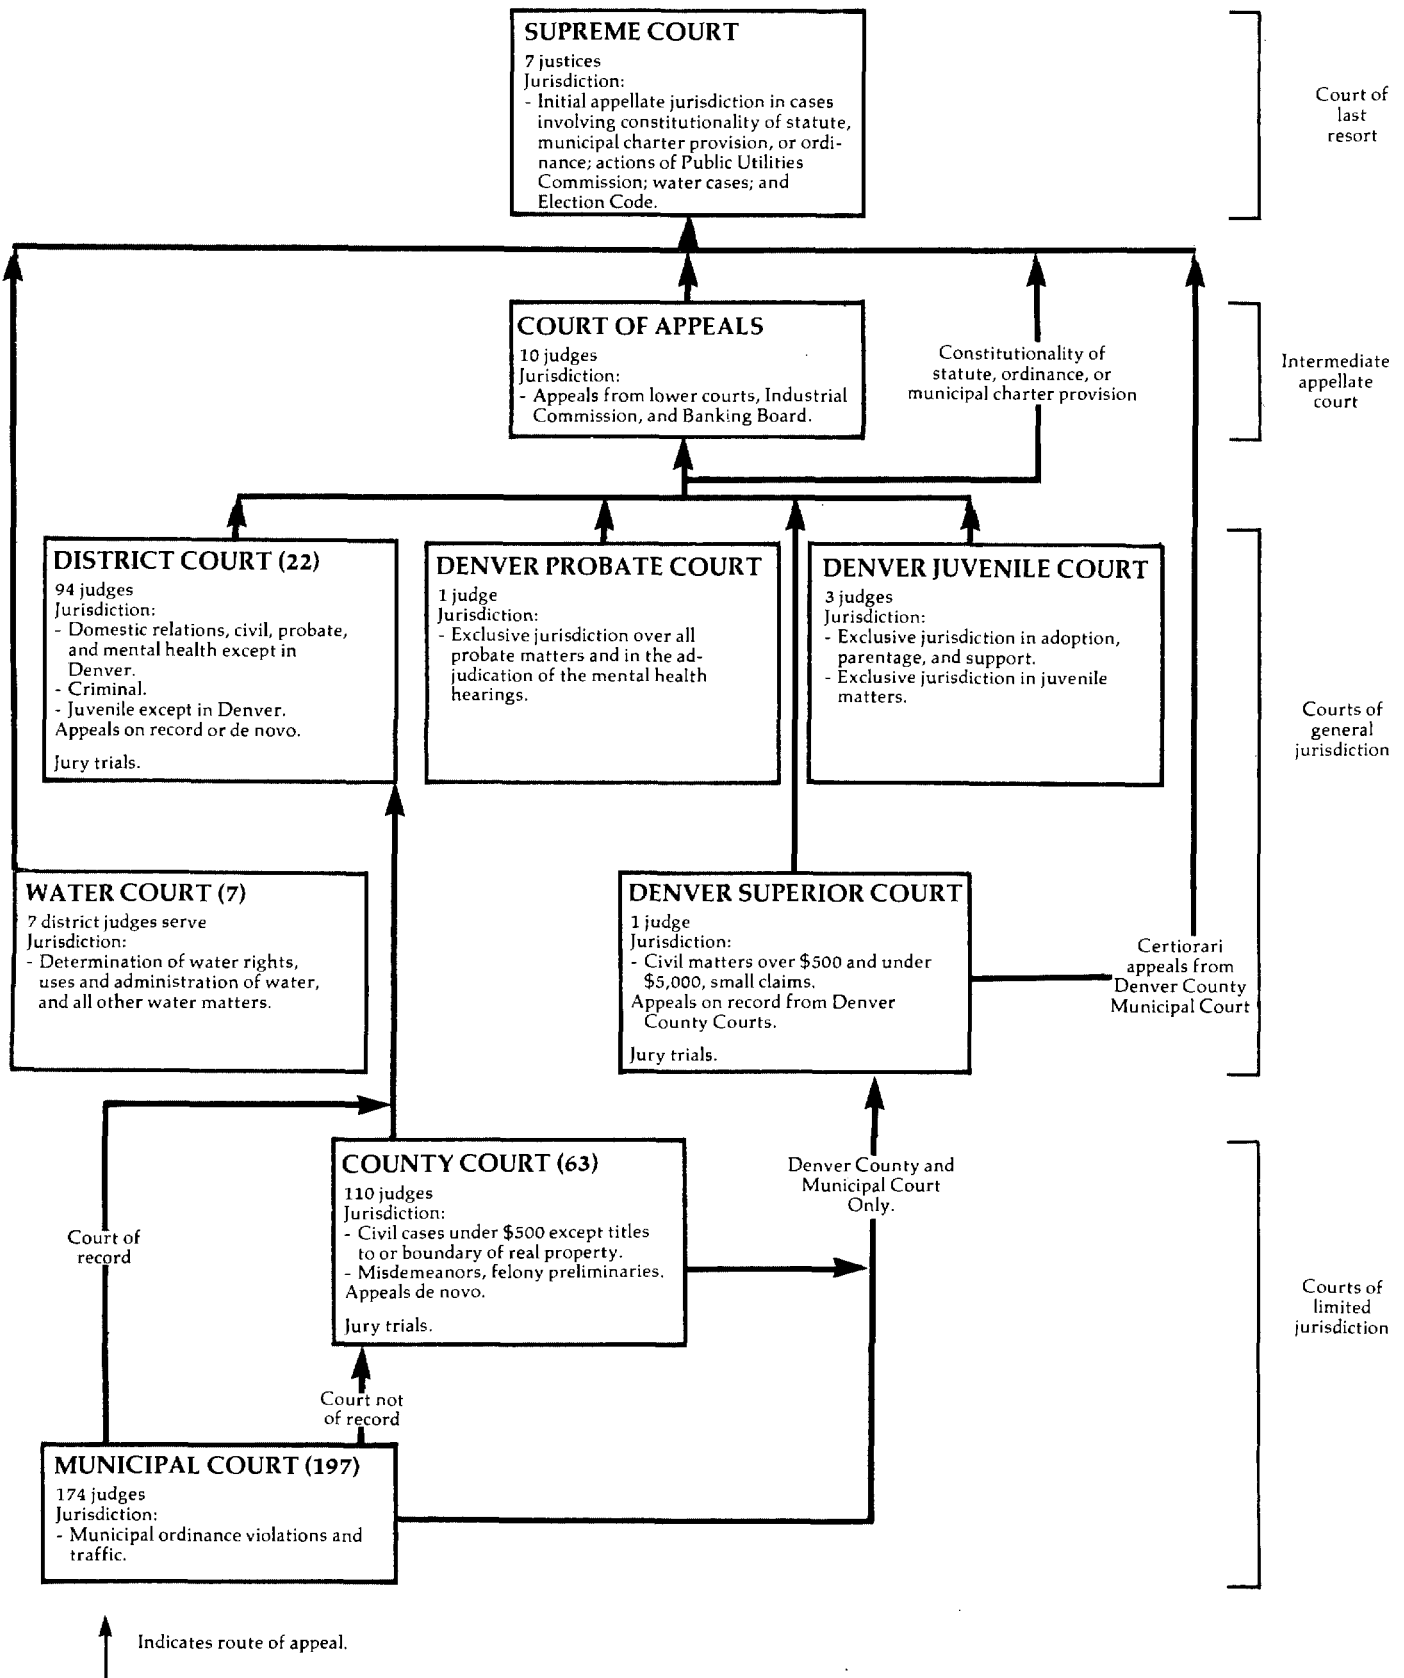 SUPREME COURT
7 justices
Jurisdiction:
- Initial appellate jurisdiction in cases
involving constitutionality of statute,
municipal charter provision, or ordi-
nance; actions of Public Utilities
Commission; water cases; and
Election Code.
Court of
last
resort
COURT OF APPEALS
10 judges
Jurisdiction:
- Appeals from lower courts, Industrial
Commission, and Banking Board.
Constitutionality of
statute, ordinance, or
municipal charter provision
Intermediate
appellate
court
DISTRICT COURT (22)
94 judges
Jurisdiction:
- Domestic relations, civil, probate,
and mental health except in
Denver.
- Criminal.
- Juvenile except in Denver.
Appeals on record or de novo.
Jury trials.
DENVER PROBATE COURT
1 judge
Jurisdiction:
- Exclusive jurisdiction over all
probate matters and in the ad-
judication of the mental health
hearings.
DENVER JUVENILE COURT
3 judges
Jurisdiction:
- Exclusive jurisdiction in adoption,
parentage, and support.
- Exclusive jurisdiction in juvenile
matters.
Courts of
general
jurisdiction
WATER COURT (7)
7 district judges serve
Jurisdiction:
- Determination of water rights,
uses and administration of water,
and all other water matters.
DENVER SUPERIOR COURT
1 judge
Jurisdiction:
- Civil matters over $500 and under
$5,000, small claims.
Appeals on record from Denver
County Courts.
Jury trials.
Certiorari
appeals from
Denver County
Municipal Court
COUNTY COURT (63)
110 judges
Jurisdiction:
- Civil cases under $500 except titles
to or boundary of real property.
- Misdemeanors, felony preliminaries.
Appeals de novo.
Jury trials.
Denver County and
Municipal Court
Only.
Court of
record
Courts of
limited
jurisdiction
Court not
of record
MUNICIPAL COURT (197)
174 judges
Jurisdiction:
- Municipal ordinance violations and
traffic.
Indicates route of appeal.